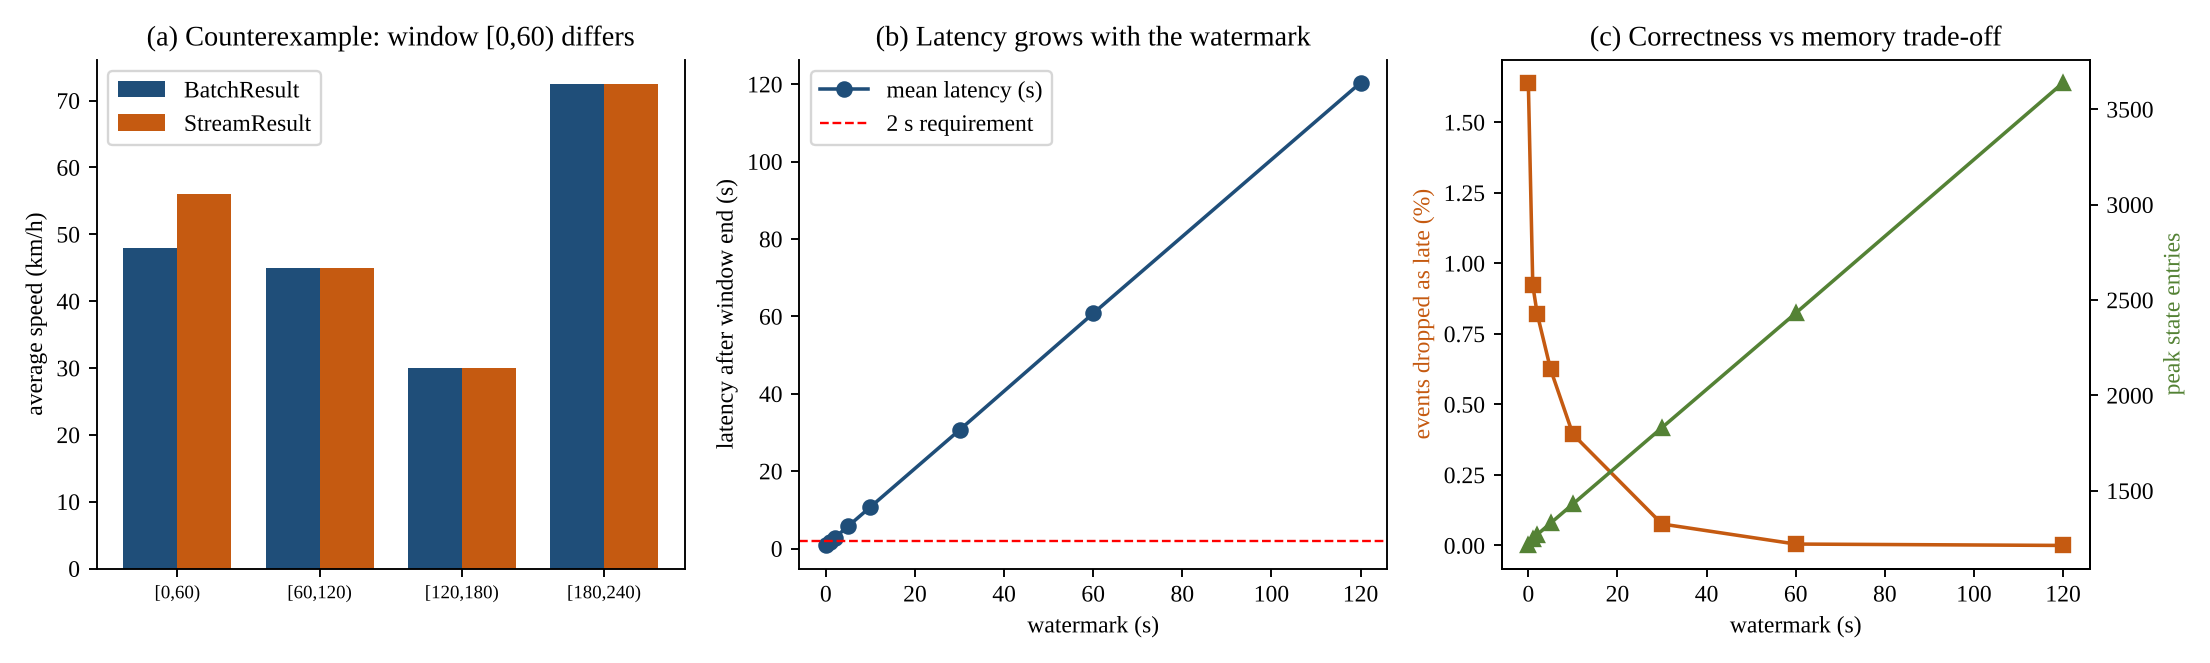 (a) Counterexample: window [0,60) differs
BatchResult
StreamResult
average speed (km/h)
70
60
50
40
30
20
10
0
[0,60) [60,120) [120,180) [180,240)
(b) Latency grows with the watermark
mean latency (s)
2 s requirement
latency after window end (s)
120
100
80
60
40
20
0
0 20 40 60 80 100 120
watermark (s)
(c) Correctness vs memory trade-off
events dropped as late (%)
1.50
1.25
1.00
0.75
0.50
0.25
0.00
0 20 40 60 80 100 120
watermark (s)
3500
3000
2500
2000
1500
peak state entries